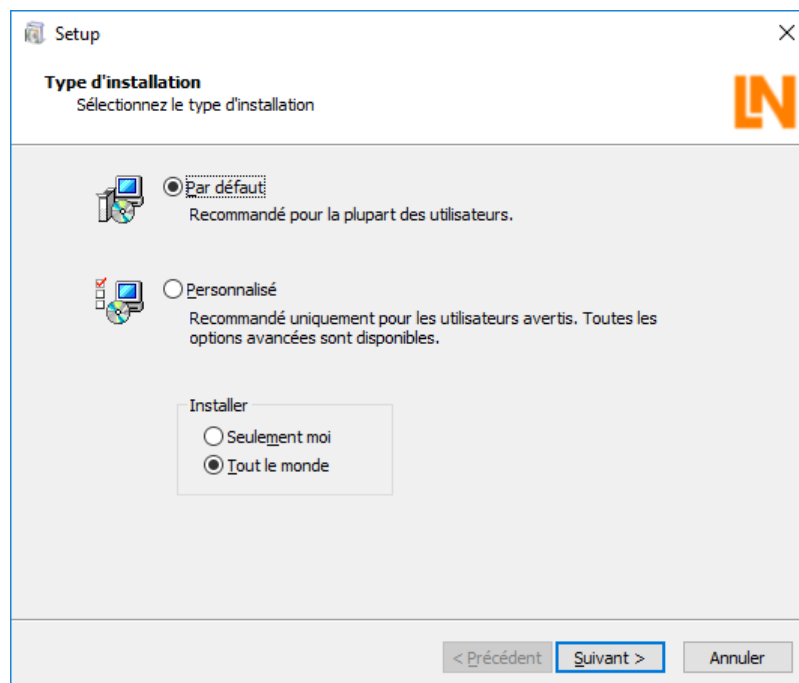 Setup
Type d'installation
Sélectionnez le type d'installation
LN
Par défaut
Recommandé pour la plupart des utilisateurs.
Personnalisé
Recommandé uniquement pour les utilisateurs avertis. Toutes les
options avancées sont disponibles.
Installer
Seulement moi
Tout le monde
< Précédent Suivant > Annuler